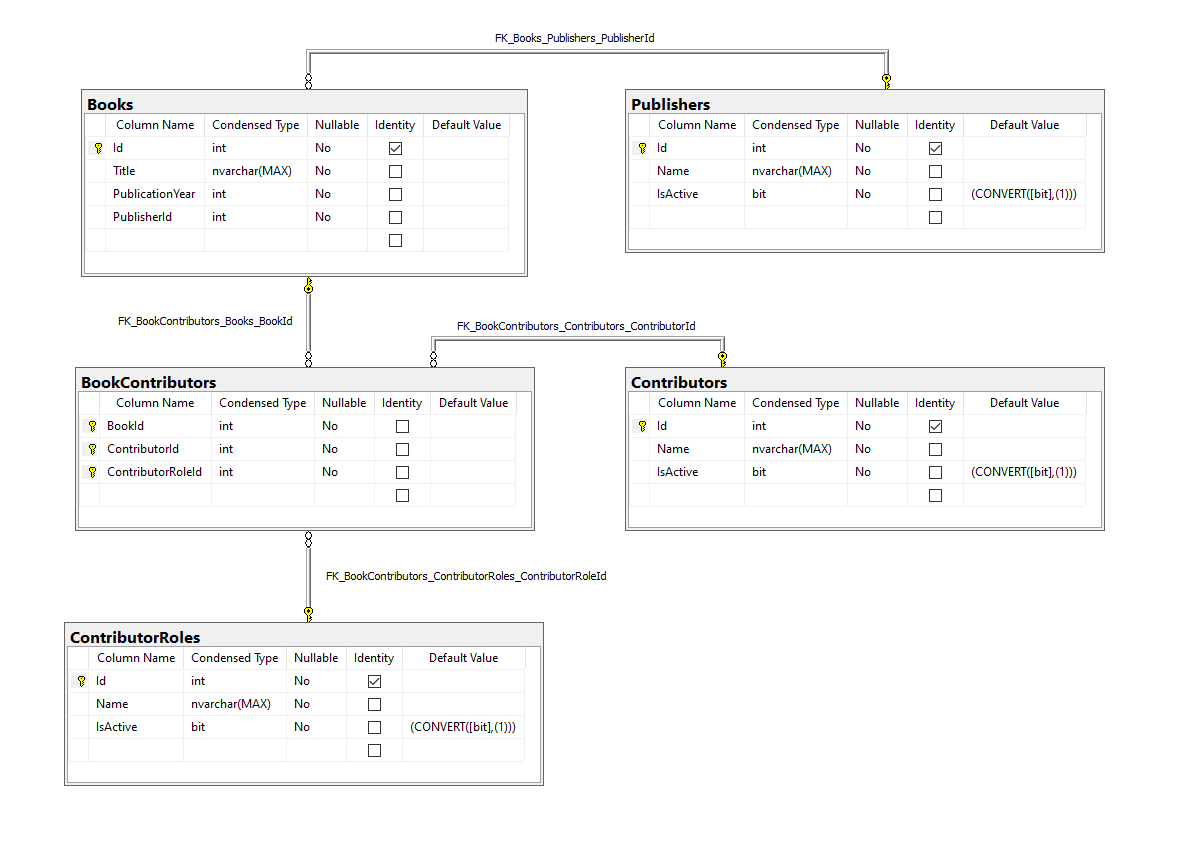 FK_Books_Publishers_PublisherId
Books
Column Name Condensed Type Nullable Identity Default Value
Id int No
Title nvarchar(MAX) No
PublicationYear int No
PublisherId int No
Publishers
Column Name Condensed Type Nullable Identity Default Value
Id int No
Name nvarchar(MAX) No
IsActive bit No (CONVERT([bit],(1)))
FK_BookContributors_Books_BookId
FK_BookContributors_Contributors_ContributorId
BookContributors
Column Name Condensed Type Nullable Identity Default Value
BookId int No
ContributorId int No
ContributorRoleId int No
Contributors
Column Name Condensed Type Nullable Identity Default Value
Id int No
Name nvarchar(MAX) No
IsActive bit No (CONVERT([bit],(1)))
FK_BookContributors_ContributorRoles_ContributorRoleId
ContributorRoles
Column Name Condensed Type Nullable Identity Default Value
Id int No
Name nvarchar(MAX) No
IsActive bit No (CONVERT([bit],(1)))